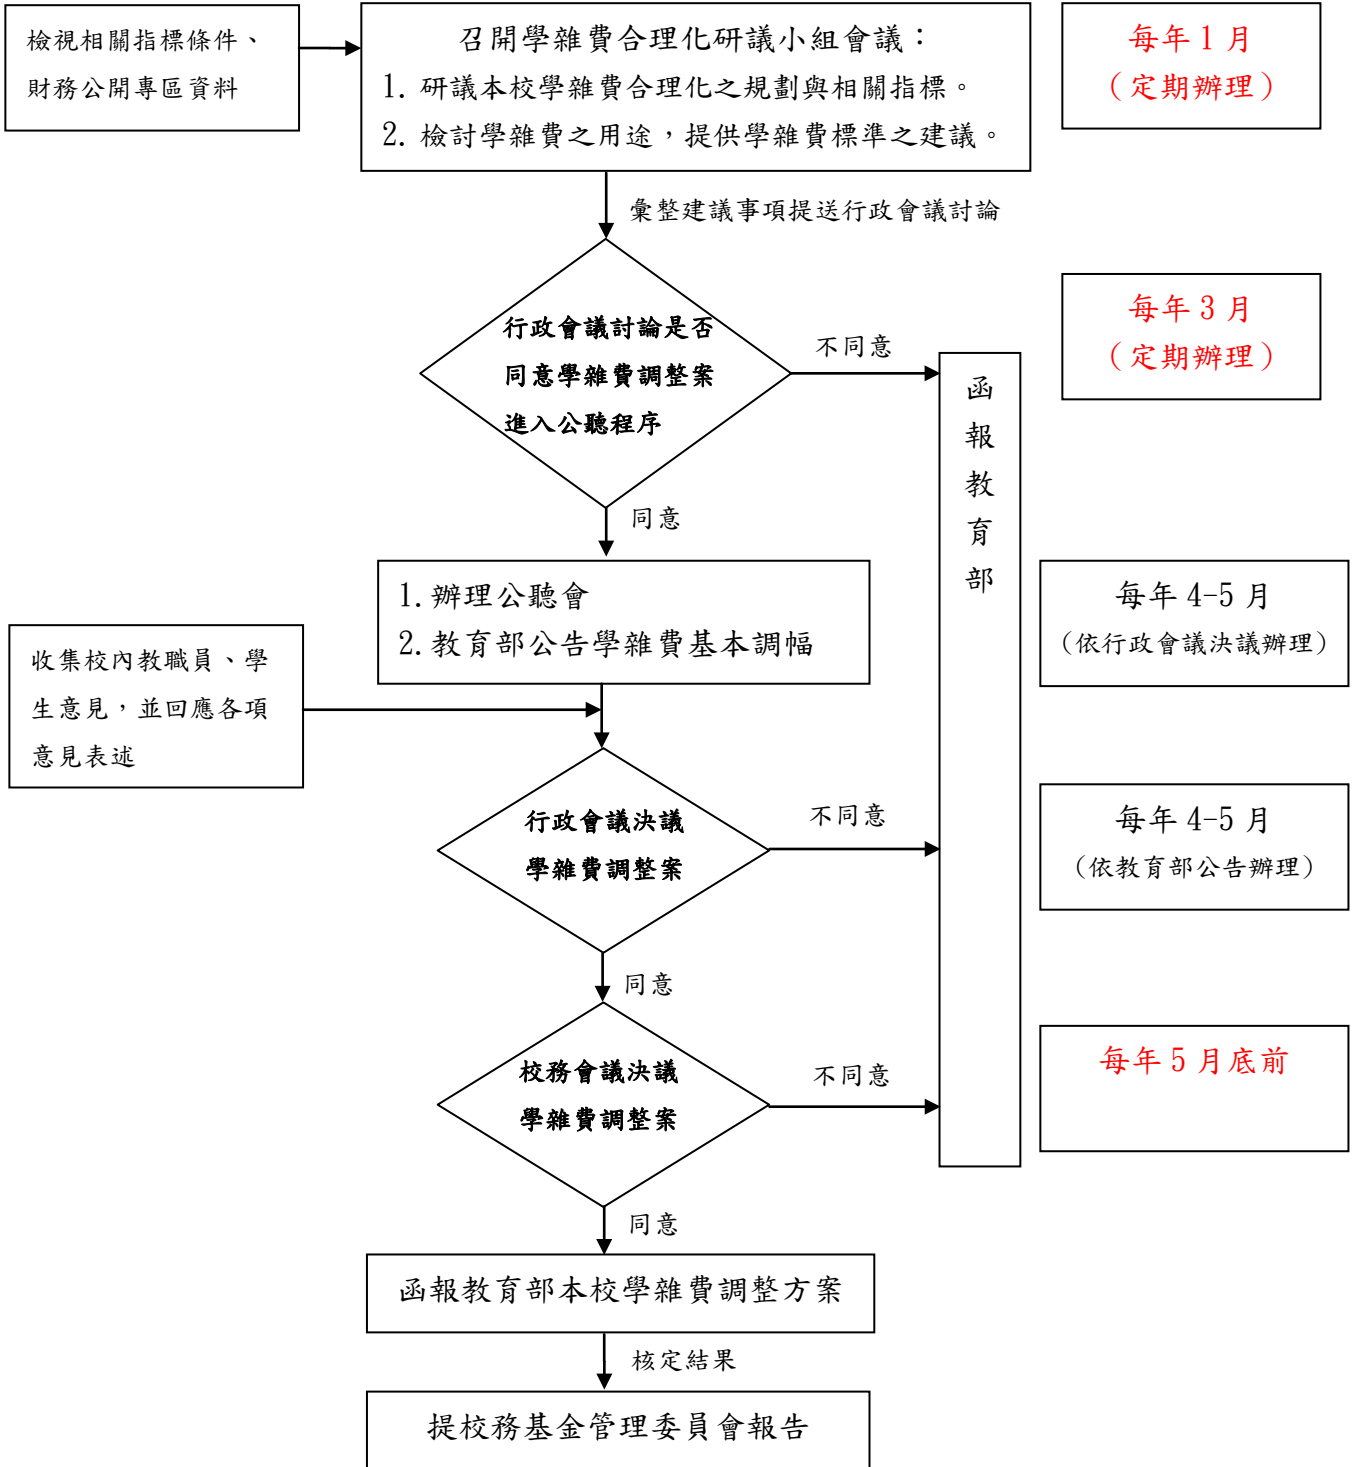 檢視相關指標條件、
財務公開專區資料
召開學雜費合理化研議小組會議：
1. 研議本校學雜費合理化之規劃與相關指標。
2. 檢討學雜費之用途，提供學雜費標準之建議。
每年 1 月
（定期辦理）
彙整建議事項提送行政會議討論
行政會議討論是否
同意學雜費調整案
進入公聽程序
不同意
每年 3 月
（定期辦理）
函
報
教
育
部
同意
1. 辦理公聽會
2. 教育部公告學雜費基本調幅
每年 4-5 月
（依行政會議決議辦理）
收集校內教職員、學
生意見，並回應各項
意見表述
行政會議決議
學雜費調整案
不同意
每年 4-5 月
（依教育部公告辦理）
同意
校務會議決議
學雜費調整案
不同意
每年 5 月底前
同意
函報教育部本校學雜費調整方案
核定結果
提校務基金管理委員會報告